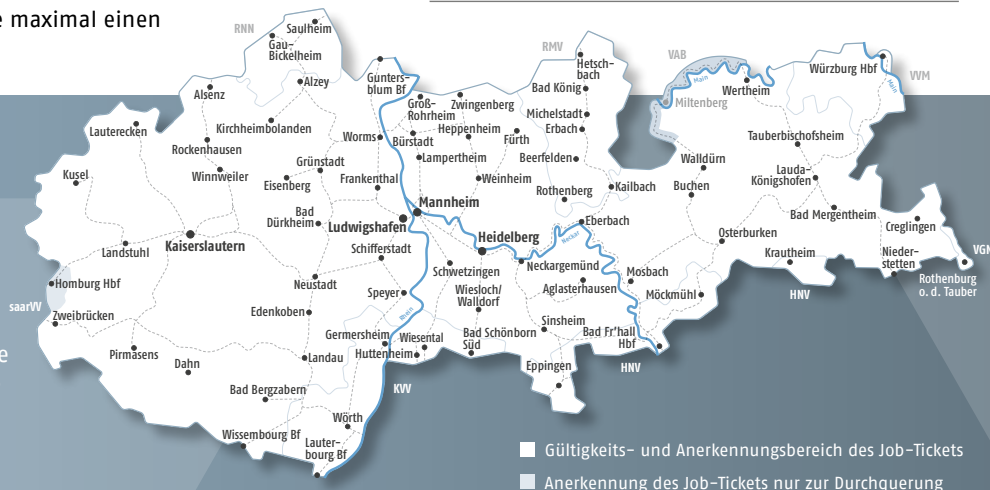 e maximal einen
RNN
Saulheim
Gau-
Bickelheim
Alzey
Alsenz
Lauterecken
Kirchheimbolanden
Rockenhausen
Winnweiler
Kusel
Grünstadt
Eisenberg
Frankenthal
Worms
Gunters-
blum Bf
Groß-
Rohrheim
Zwingenberg
Heppenheim
Bürstadt
Fürth
Lampertheim
Weinheim
RMV
Hetsch-
bach
Bad König
Michelstadt
Erbach
Beerfelden
Rothenberg
Kailbach
VAB
Main
Miltenberg
Wertheim
Würzburg Hbf
Main
VVM
Tauberbischofsheim
Walldürn
Lauda-
Königshofen
Buchen
Bad Mergentheim
Creglingen
Osterburken
Krautheim
Nieder-
stetten
VGN
Rothenburg
o. d. Tauber
HNV
Bad
Dürkheim
Ludwigshafen
Mannheim
Kaiserslautern
Landstuhl
Homburg Hbf
saarVV
Zweibrücken
Pirmasens
e
Dahn
Schifferstadt
Heidelberg
Neckar
Eberbach
Neckargemünd
Schwetzingen
Wiesloch/
Walldorf
Aglasterhausen
Mosbach
Möckmühl
Neustadt
Speyer
Rhein
Edenkoben
Germersheim
Wiesental
Huttenheim
Bad Schönborn
Süd
Sinsheim
Bad Fr'hall
Hbf
HNV
Eppingen
Landau
KVV
Bad Bergzabern
Wörth
Wissembourg Bf
Lauter-
bourg Bf
Gültigkeits- und Anerkennungsbereich des Job-Tickets
Anerkennung des Job-Tickets nur zur Durchquerung